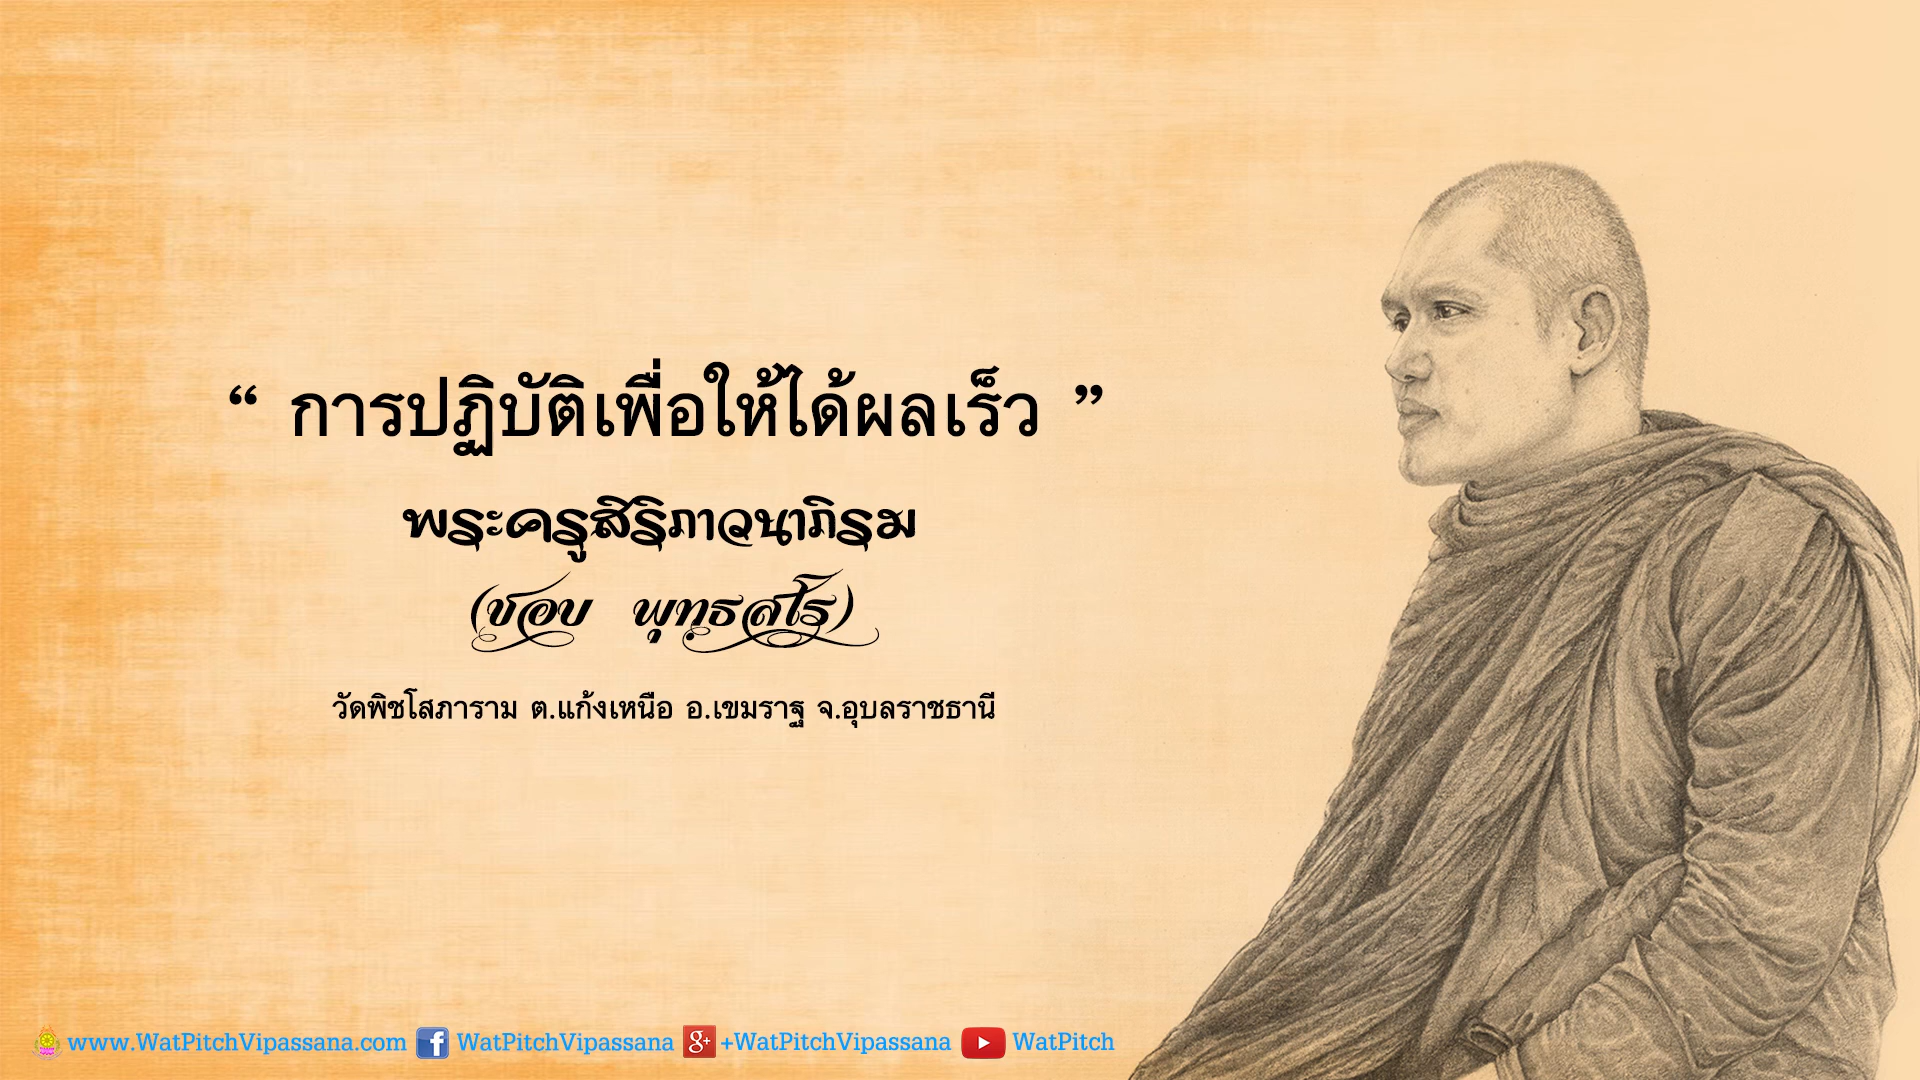 “ การปฏิบัติเพื่อให้ได้ผลเร็ว ”
พระครูสิริภาวนาภิรม
(ชอบ พุทฺธสโร)
วัดพิชโสภาราม ต.แก้งเหนือ อ.เขมราฐ จ.อุบลราชธานี
www.WatPitchVipassana.com WatPitchVipassana +WatPitchVipassana WatPitch